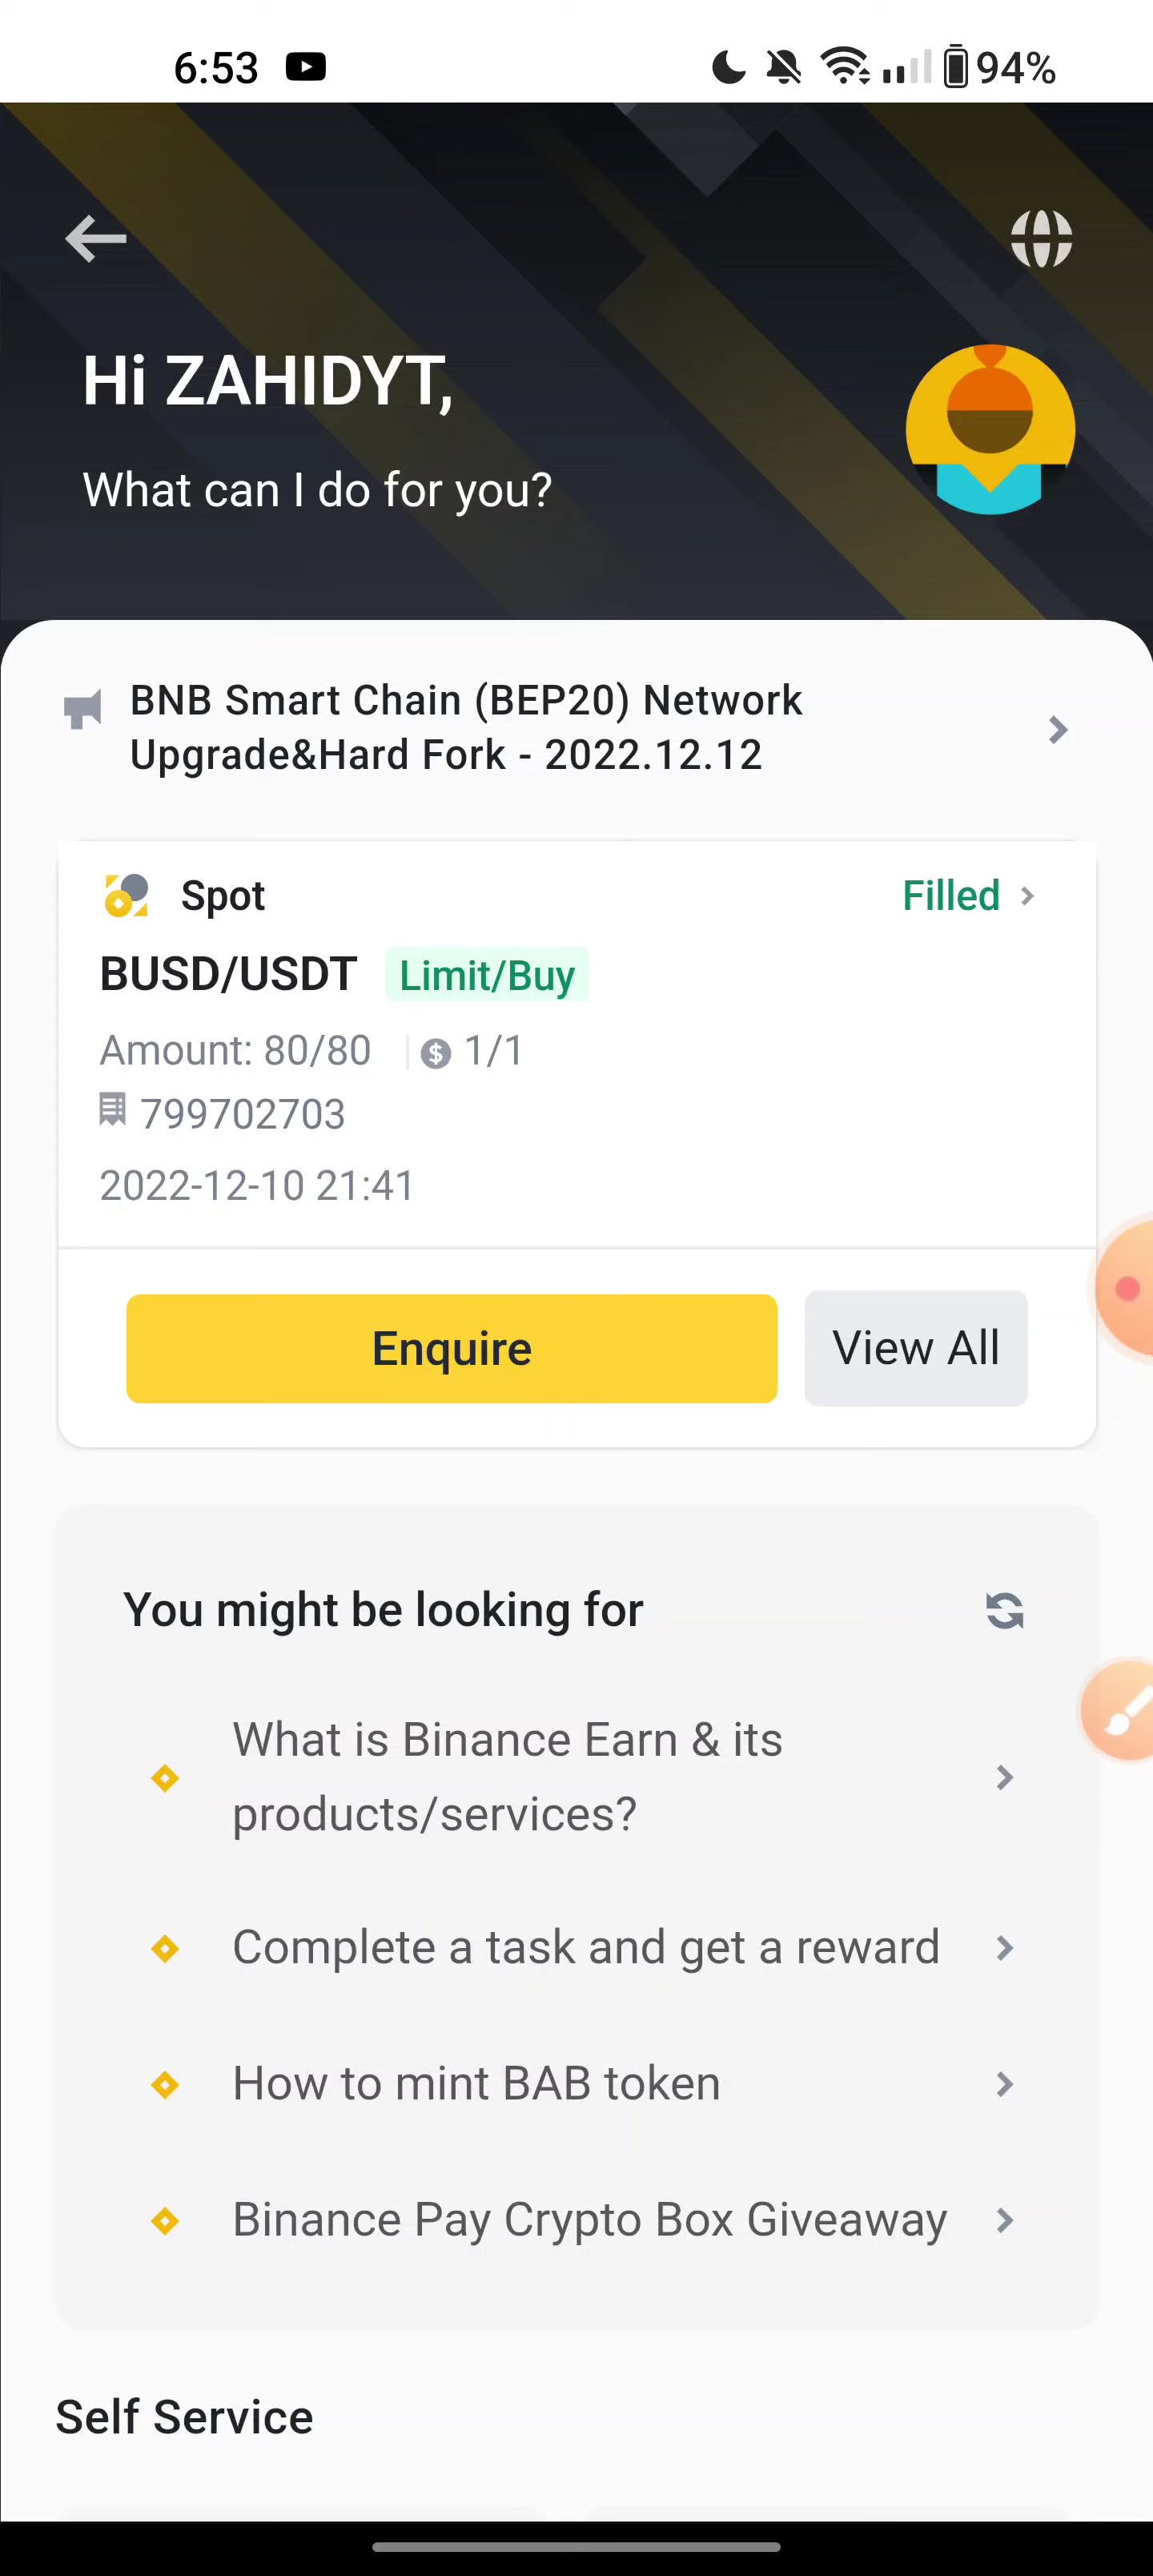 6:53
94%
Hi ZAHIDYT,
What can I do for you?
BNB Smart Chain (BEP20) Network
Upgrade&Hard Fork - 2022.12.12
Spot
Filled
BUSD/USDT
Limit/Buy
Amount: 80/80
1/1
799702703
2022-12-10 21:41
Enquire
View All
You might be looking for
What is Binance Earn & its
products/services?
Complete a task and get a reward
How to mint BAB token
Binance Pay Crypto Box Giveaway
Self Service